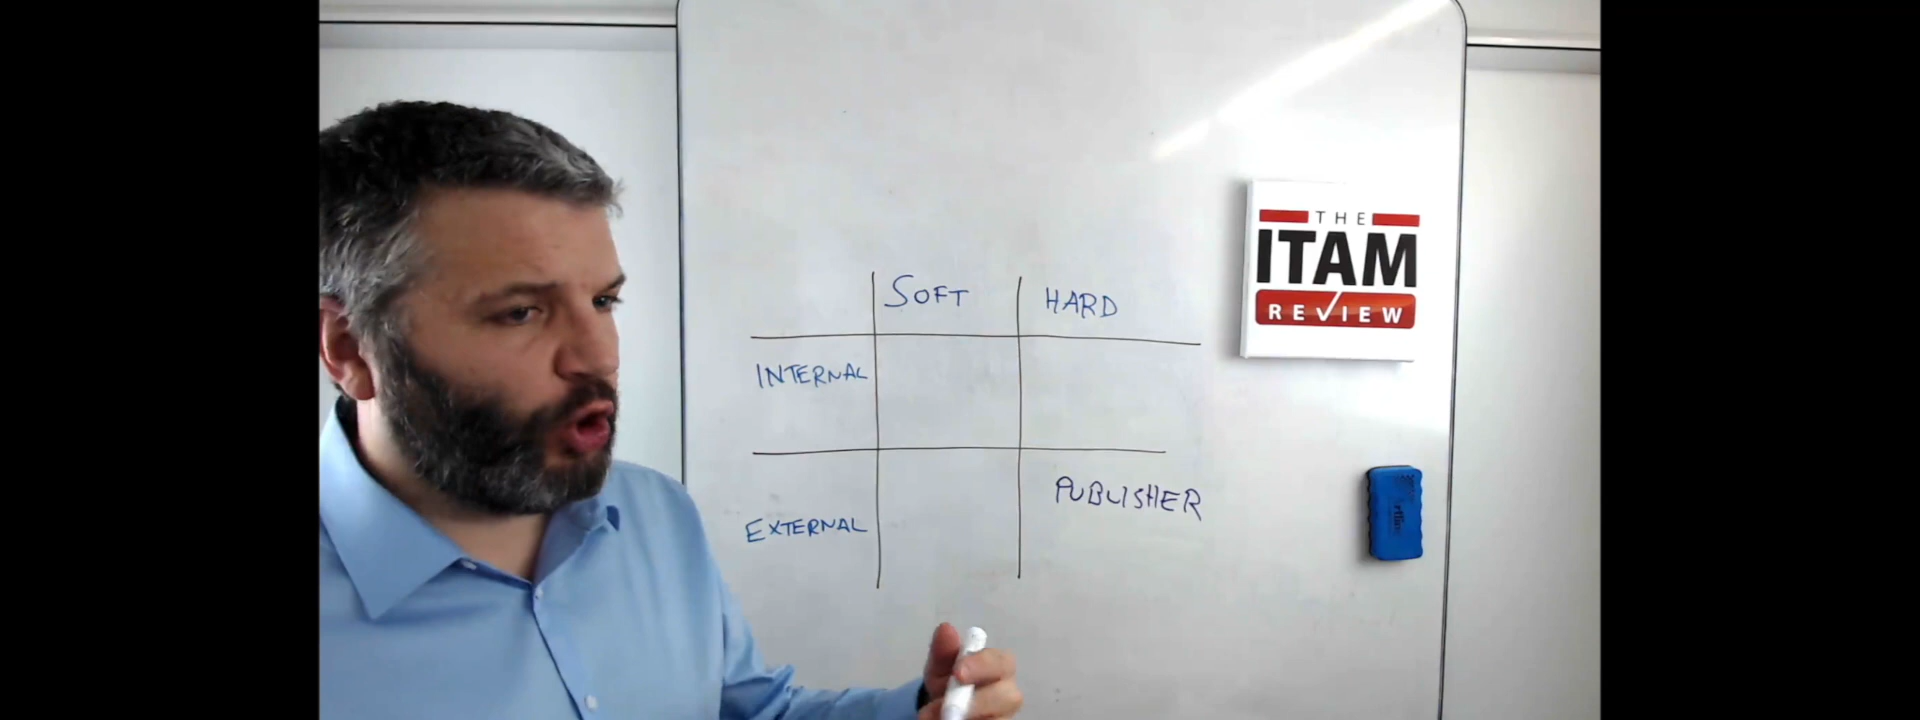 SOFT HARD
INTERNAL
EXTERNAL PUBLISHER
THE
ITAM
REVIEW